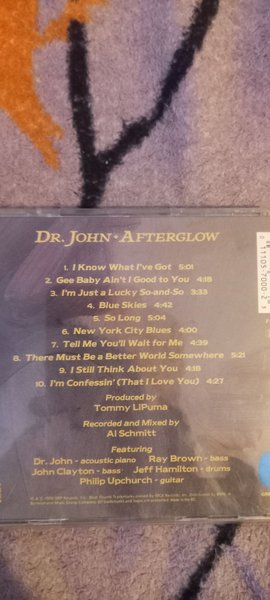 DR. JOHN • AFTERGLOW
1. I Know What I've Got 5:01
2. Gee Baby Ain't I Good to You 4:18
3. I'm Just a Lucky So-and-So 3:33
4. Blue Skies 4:42
5. So Long 5:04
6. New York City Blues 4:00
7. Tell Me You'll Wait for Me 4:39
8. There Must Be a Better World Somewhere 5:21
9. I Still Think About You 4:18
10. I'm Confessin' (That I Love You) 4:27
Produced by
Tommy LiPuma
Recorded and Mixed by
Al Schmitt
Featuring
Dr. John - acoustic piano Ray Brown - bass
John Clayton - bass Jeff Hamilton - drums
Philip Upchurch - guitar